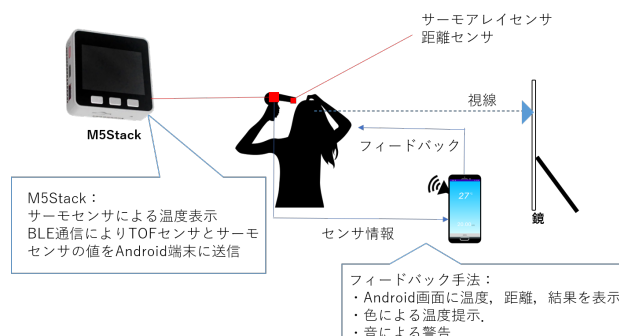 サーモアレイセンサ
距離センサ
M5Stack
視線
フィードバック
27
鏡
センサ情報
M5Stack：
サーモセンサによる温度表示
BLE通信によりTOFセンサとサーモ
センサの値をAndroid端末に送信
フィードバック手法：
・Android画面に温度，距離，結果を表示
・色による温度提示．
・音による警告